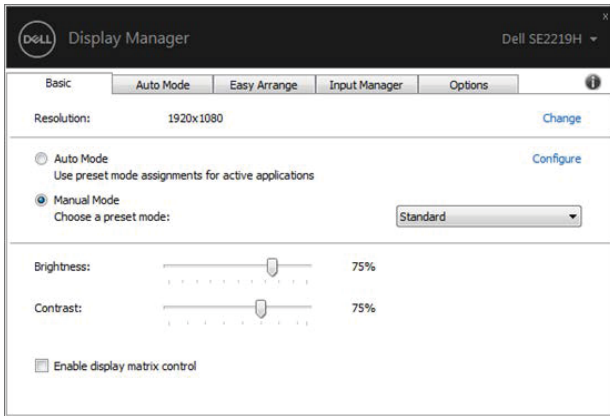 x
DELL Display Manager Dell SE2219H
Basic Auto Mode Easy Arrange Input Manager Options
Resolution: 1920x1080 Change
Auto Mode Configure
Use preset mode assignments for active applications
Manual Mode
Choose a preset mode: Standard
Brightness: 75%
Contrast: 75%
Enable display matrix control